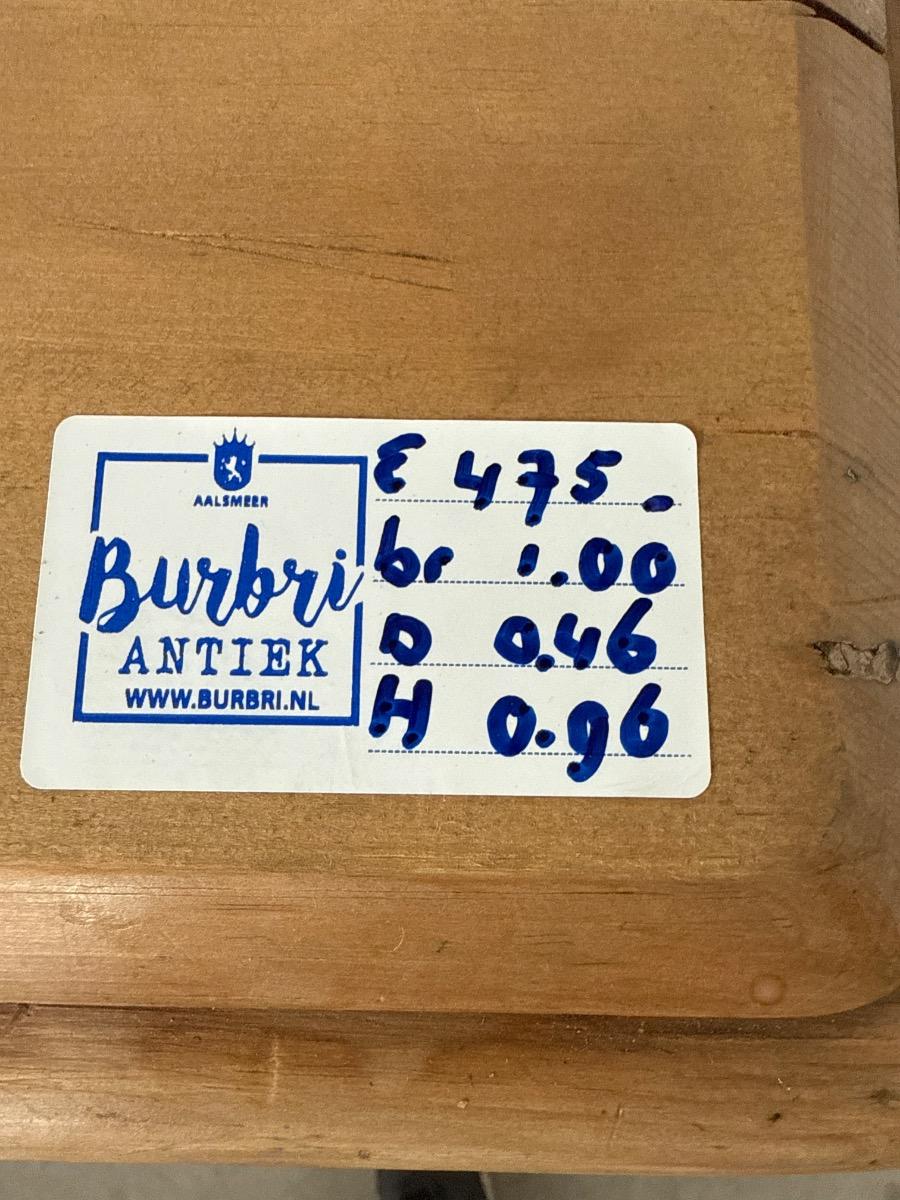 AALSMEER
Burbri
ANTIEK
WWW.BURBRI.NL
€ 475.
br 1.00
D 0.46
H 0.96